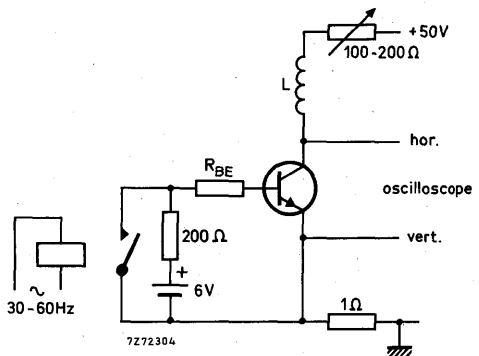 +50V
100-200Ω
L
hor.
R_BE
oscilloscope
200Ω
vert.
+
6V
1Ω
~
30-60Hz
7Z72304